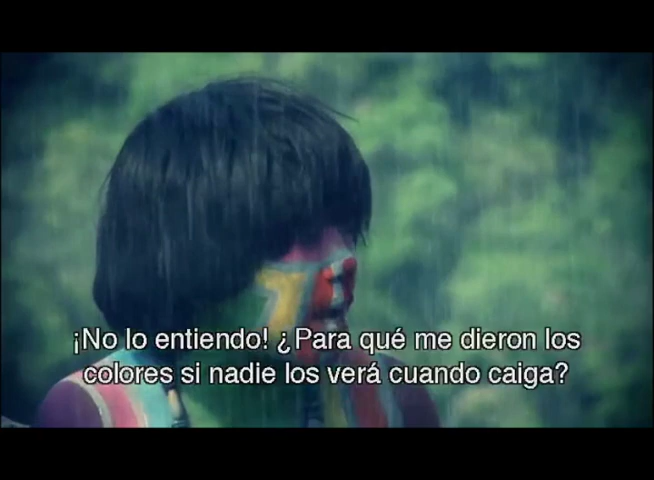 ¡No lo entiendo! ¿Para qué me dieron los
colores si nadie los verá cuando caiga?